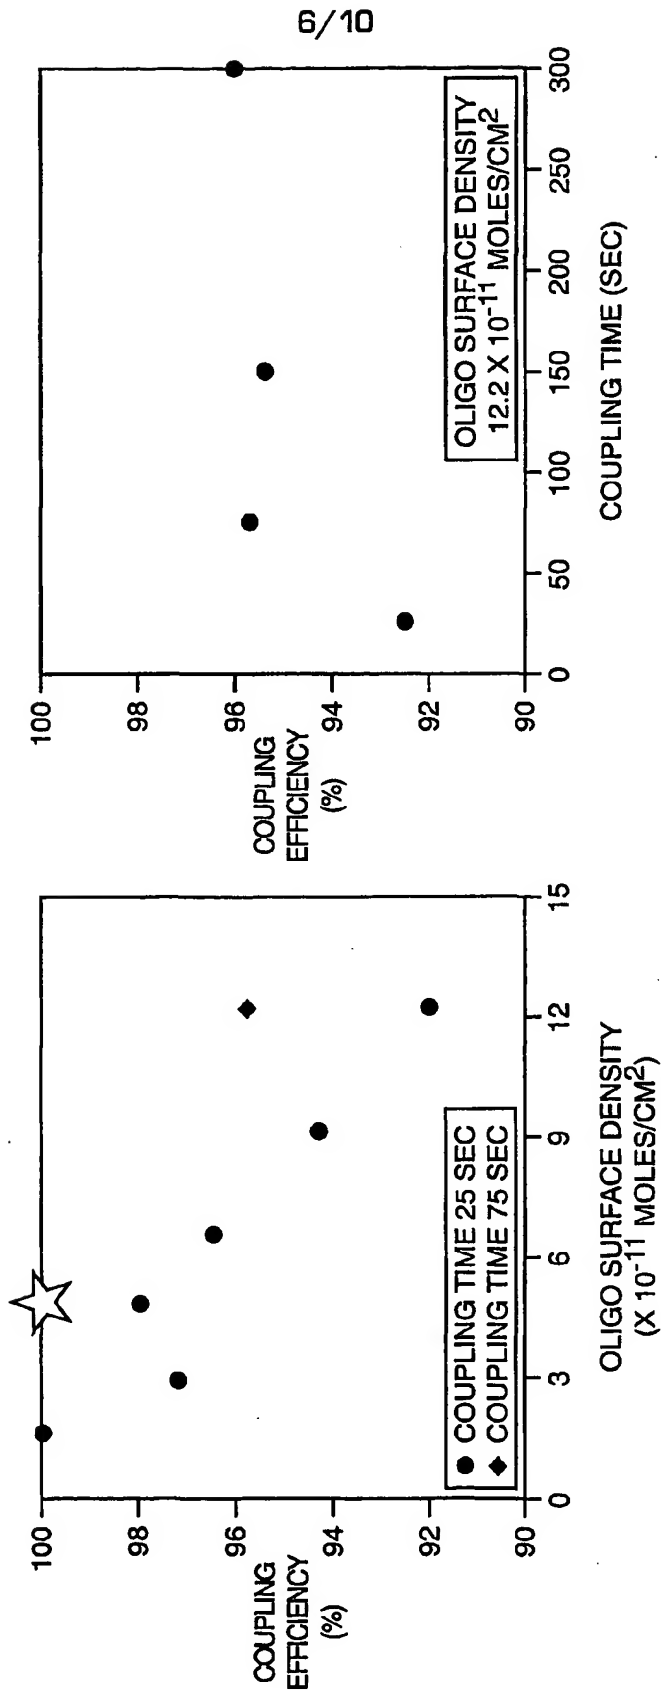 6/10
100
98
96
94
92
90
COUPLING
EFFICIENCY
(%)
0
3
6
9
12
15
● COUPLING TIME 25 SEC
◆ COUPLING TIME 75 SEC
OLIGO SURFACE DENSITY
(X 10⁻¹¹ MOLES/CM²)
100
98
96
94
92
90
COUPLING
EFFICIENCY
(%)
0
50
100
150
200
250
300
OLIGO SURFACE DENSITY
12.2 X 10⁻¹¹ MOLES/CM²
COUPLING TIME (SEC)